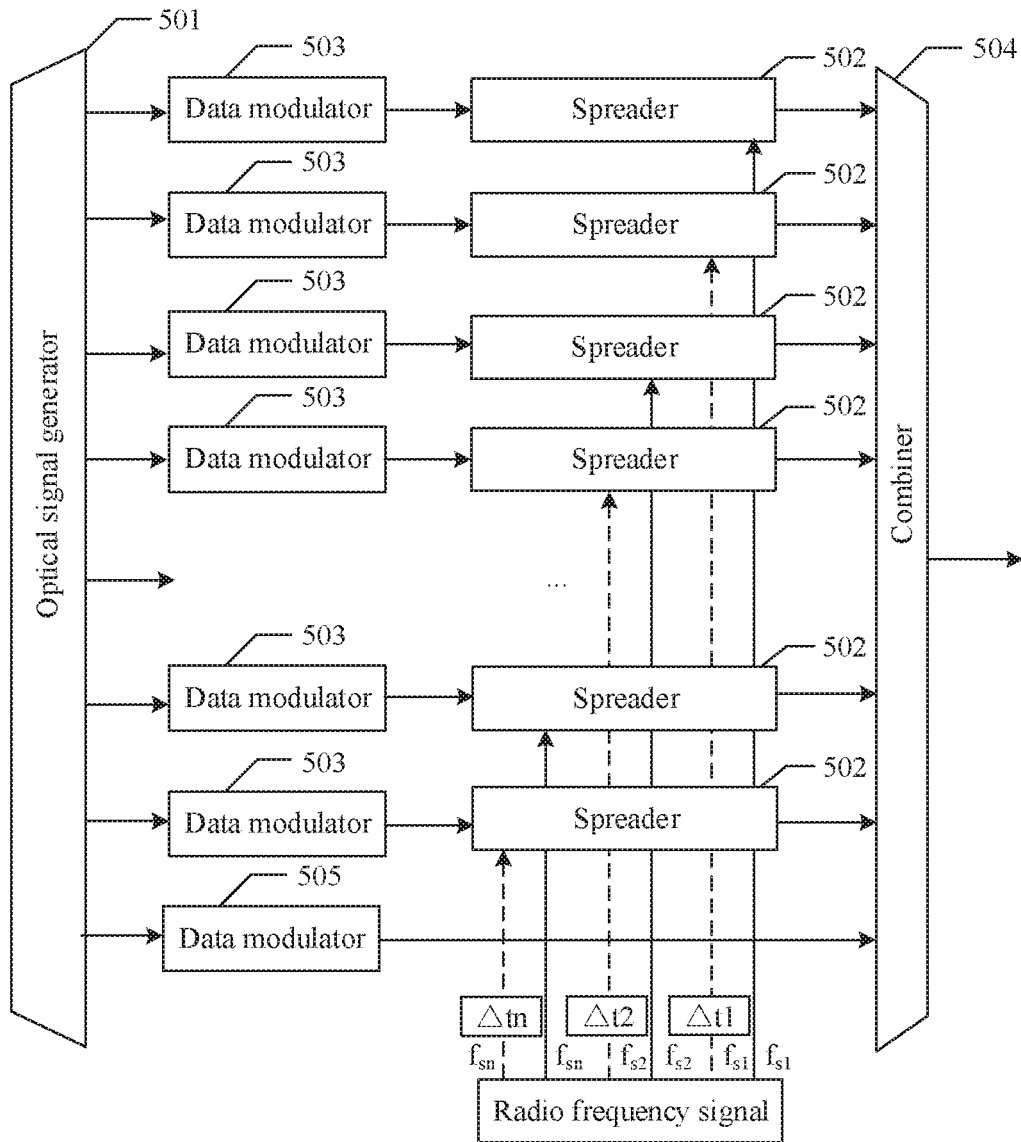 501
503
502
504
Data modulator
Spreader
503
502
Data modulator
Spreader
503
502
Data modulator
Spreader
503
502
Data modulator
Spreader
Optical signal generator
Combiner
...
503
502
Data modulator
Spreader
503
502
Data modulator
Spreader
505
Data modulator
△tn
△t2
△t1
fsn
fsn
fs2
fs2
fs1
fs1
Radio frequency signal